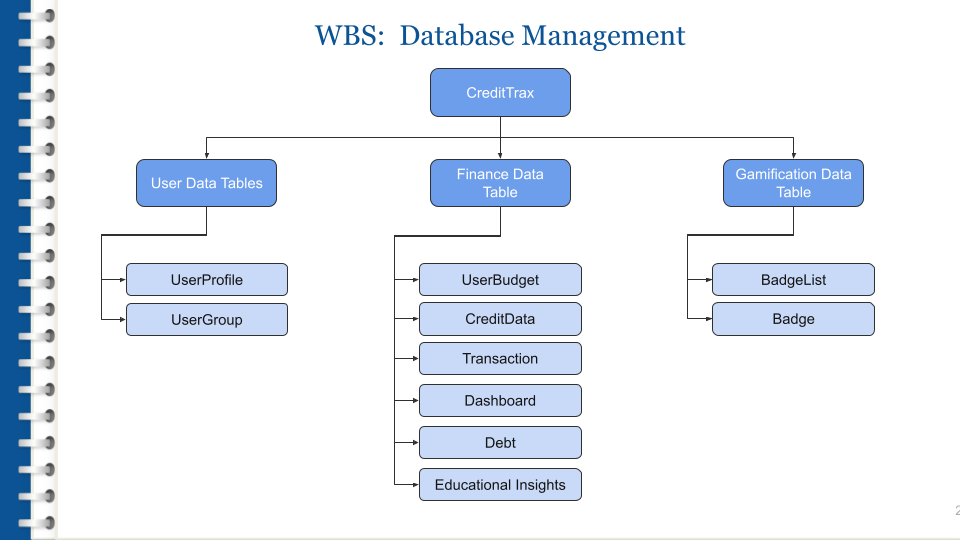 WBS:  Database Management
CreditTrax
User Data Tables
Finance Data
Table
Gamification Data
Table
UserProfile
UserGroup
UserBudget
CreditData
Transaction
Dashboard
Debt
Educational Insights
BadgeList
Badge